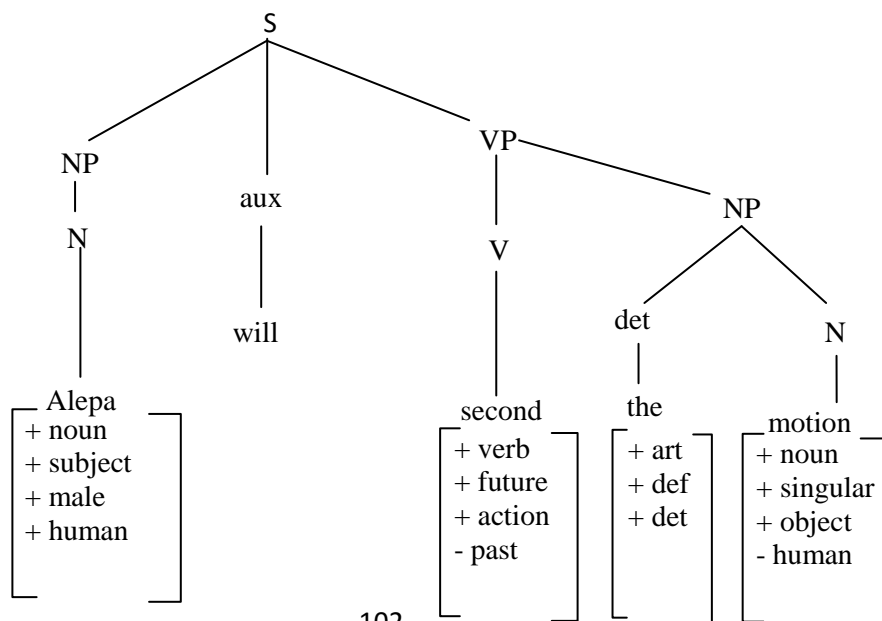 S
NP
VP
aux
NP
N
V
will
det
N
Alepa
second
the
motion
+ noun
+ subject
+ male
+ human
+ verb
+ future
+ action
- past
+ art
+ def
+ det
+ noun
+ singular
+ object
- human